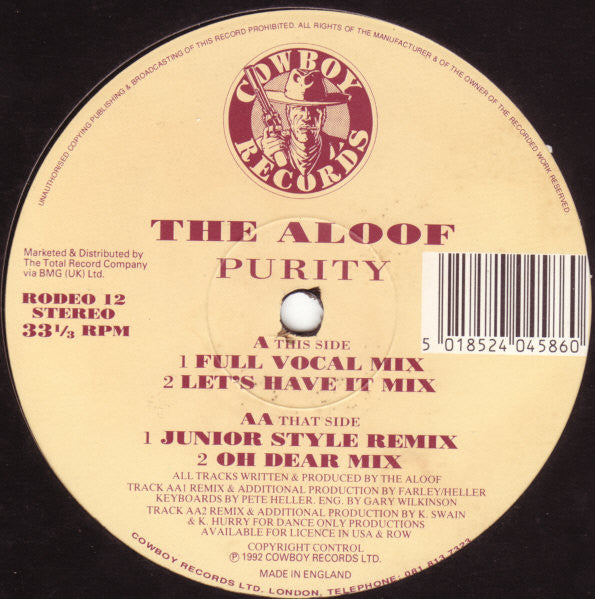 UNAUTHORISED COPYING PUBLISHING & BROADCASTING OF THIS RECORD PROHIBITED. ALL RIGHTS OF THE MANUFACTURER & OF THE OWNER OF THE RECORDED WORK RESERVED
COWBOY RECORDS
THE ALOOF
PURITY
Marketed & Distributed by
The Total Record Company
via BMG (UK) Ltd.
RODEO 12
STEREO
33⅓ RPM
5 018524 045860
A THIS SIDE
1 FULL VOCAL MIX
2 LET'S HAVE IT MIX
AA THAT SIDE
1 JUNIOR STYLE REMIX
2 OH DEAR MIX
ALL TRACKS WRITTEN & PRODUCED BY THE ALOOF
TRACK AA1 REMIX & ADDITIONAL PRODUCTION BY FARLEY/HELLER
KEYBOARDS BY PETE HELLER. ENG. BY GARY WILKINSON
TRACK AA2 REMIX & ADDITIONAL PRODUCTION BY K. SWAIN
& K. HURRY FOR DANCE ONLY PRODUCTIONS
AVAILABLE FOR LICENCE IN USA & ROW
COPYRIGHT CONTROL
℗ 1992 COWBOY RECORDS LTD.
MADE IN ENGLAND
COWBOY RECORDS LTD. LONDON, TELEPHONE: 081 813 7323